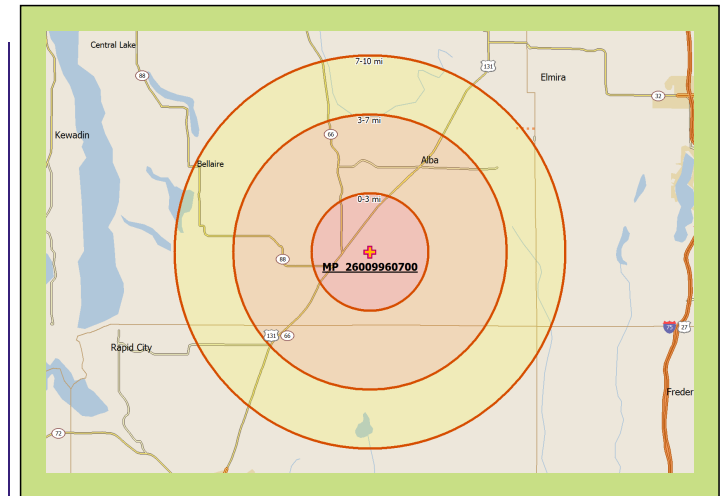 Central Lake
7-10 mi
131
88
Elmira
32
3-7 mi
66
Kewadin
Bellaire
Alba
0-3 mi
88
MP 26009960700
75
27
131
66
Rapid City
Freder
72